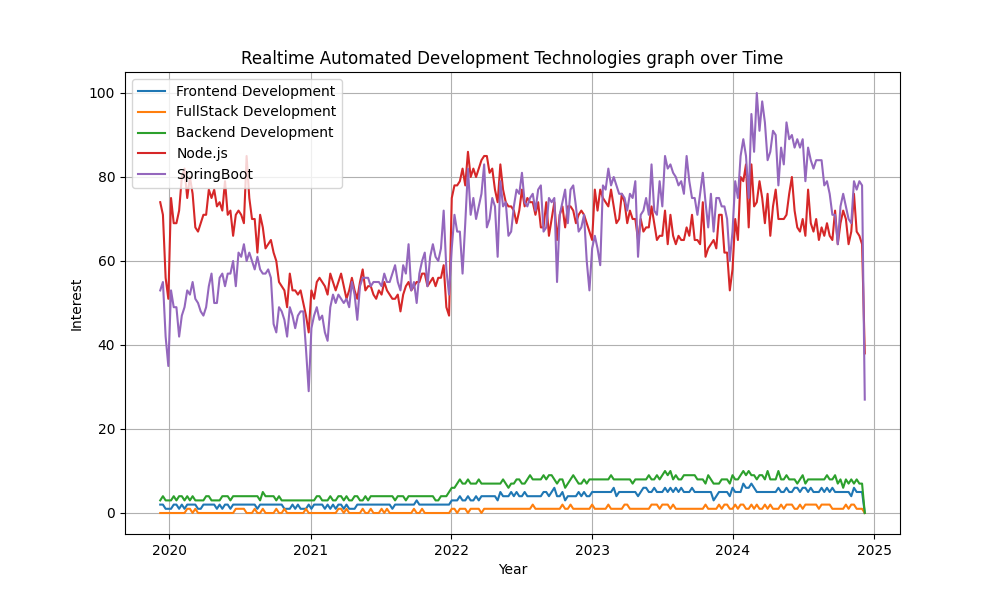 Realtime Automated Development Technologies graph over Time
Frontend Development
FullStack Development
Backend Development
Node.js
SpringBoot
100
80
60
40
20
0
Interest
2020 2021 2022 2023 2024 2025
Year